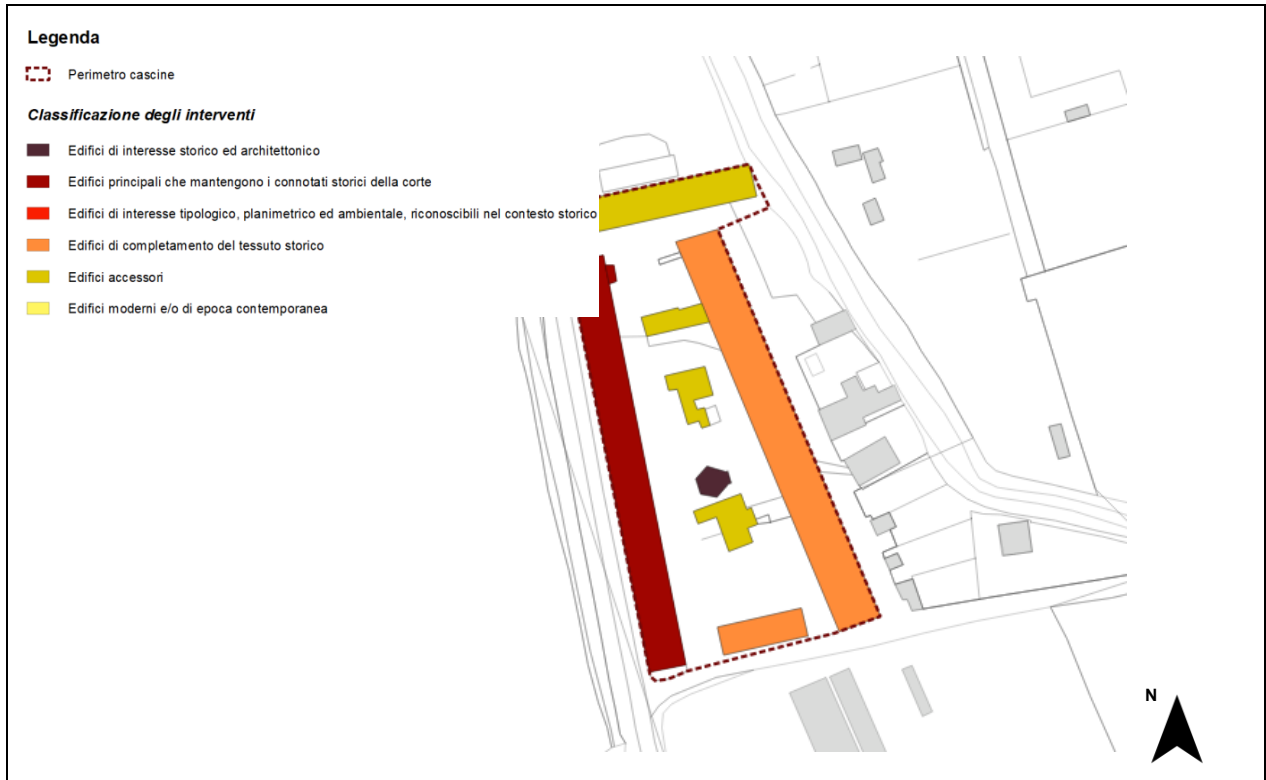 Legenda
Perimetro cascine
Classificazione degli interventi
Edifici di interesse storico ed architettonico
Edifici principali che mantengono i connotati storici della corte
Edifici di interesse tipologico, planimetrico ed ambientale, riconoscibili nel contesto storico
Edifici di completamento del tessuto storico
Edifici accessori
Edifici moderni e/o di epoca contemporanea
N